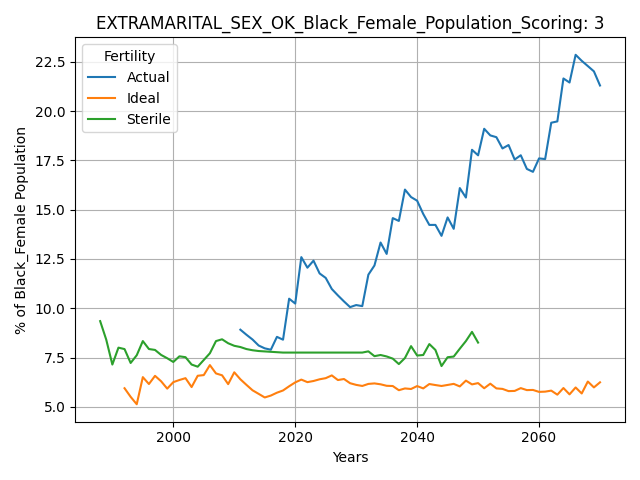 EXTRAMARITAL_SEX_OK_Black_Female_Population_Scoring: 3
Fertility
Actual
Ideal
Sterile
% of Black_Female Population
22.5
20.0
17.5
15.0
12.5
10.0
7.5
5.0
2000 2020 2040 2060
Years